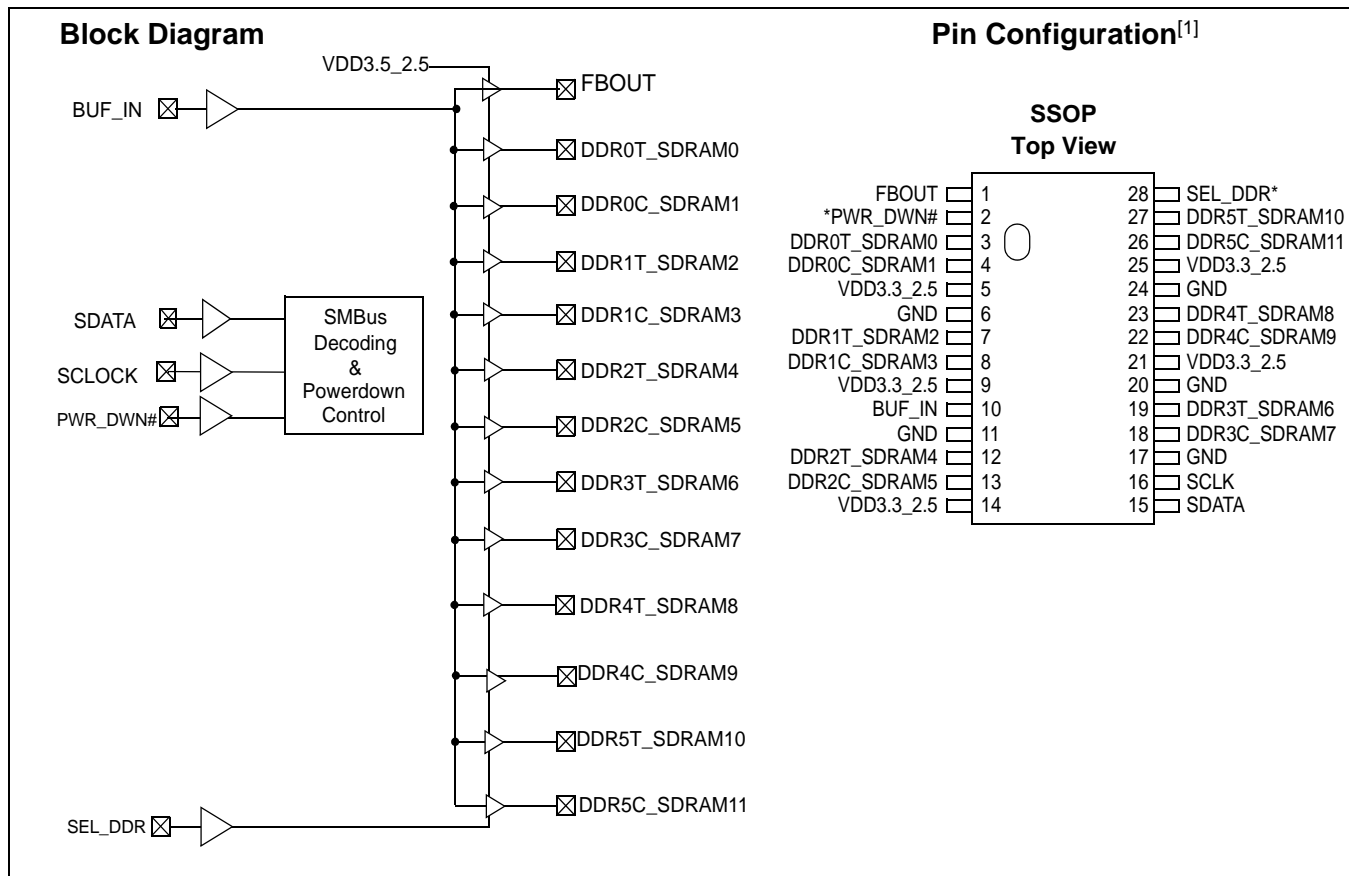 Block Diagram
VDD3.5_2.5
BUF_IN
FBOUT
DDR0T_SDRAM0
DDR0C_SDRAM1
DDR1T_SDRAM2
DDR1C_SDRAM3
DDR2T_SDRAM4
DDR2C_SDRAM5
DDR3T_SDRAM6
DDR3C_SDRAM7
DDR4T_SDRAM8
DDR4C_SDRAM9
DDR5T_SDRAM10
DDR5C_SDRAM11
SDATA
SCLOCK
PWR_DWN#
SMBus
Decoding
&
Powerdown
Control
SEL_DDR
Pin Configuration[1]
SSOP
Top View
FBOUT 1 28 SEL_DDR*
*PWR_DWN# 2 27 DDR5T_SDRAM10
DDR0T_SDRAM0 3 26 DDR5C_SDRAM11
DDR0C_SDRAM1 4 25 VDD3.3_2.5
VDD3.3_2.5 5 24 GND
GND 6 23 DDR4T_SDRAM8
DDR1T_SDRAM2 7 22 DDR4C_SDRAM9
DDR1C_SDRAM3 8 21 VDD3.3_2.5
VDD3.3_2.5 9 20 GND
BUF_IN 10 19 DDR3T_SDRAM6
GND 11 18 DDR3C_SDRAM7
DDR2T_SDRAM4 12 17 GND
DDR2C_SDRAM5 13 16 SCLK
VDD3.3_2.5 14 15 SDATA